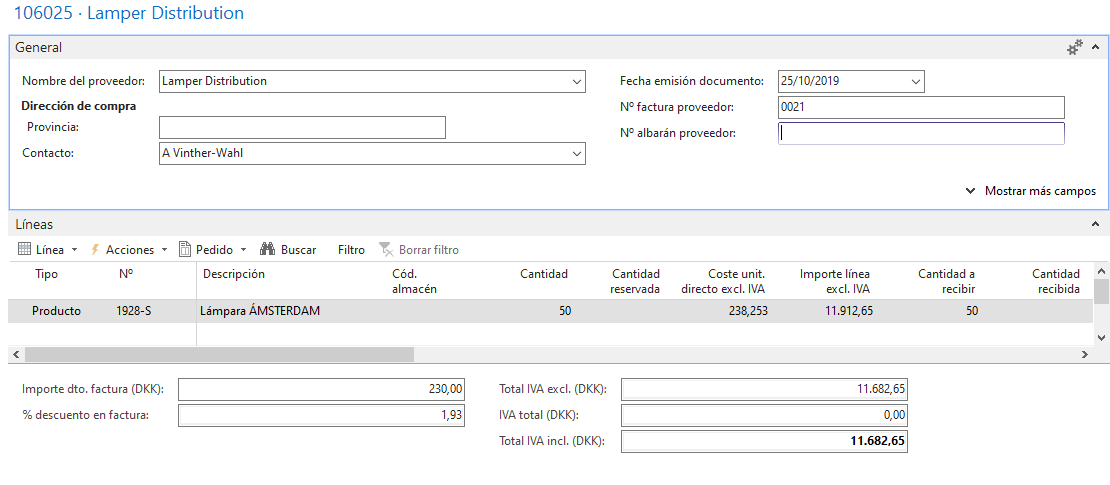 106025 · Lamper Distribution
General
Nombre del proveedor: Lamper Distribution
Fecha emisión documento: 25/10/2019
Dirección de compra
Nº factura proveedor: 0021
Provincia:
Nº albarán proveedor:
Contacto: A Vinther-Wahl
Mostrar más campos
Líneas
Línea Acciones Pedido Buscar Filtro Borrar filtro
Tipo Nº Descripción Cód. almacén Cantidad Cantidad reservada Coste unit. directo excl. IVA Importe línea excl. IVA Cantidad a recibir Cantidad recibida
Producto 1928-S Lámpara ÁMSTERDAM 50 238,253 11.912,65 50
Importe dto. factura (DKK): 230,00 Total IVA excl. (DKK): 11.682,65
% descuento en factura: 1,93 IVA total (DKK): 0,00
Total IVA incl. (DKK): 11.682,65